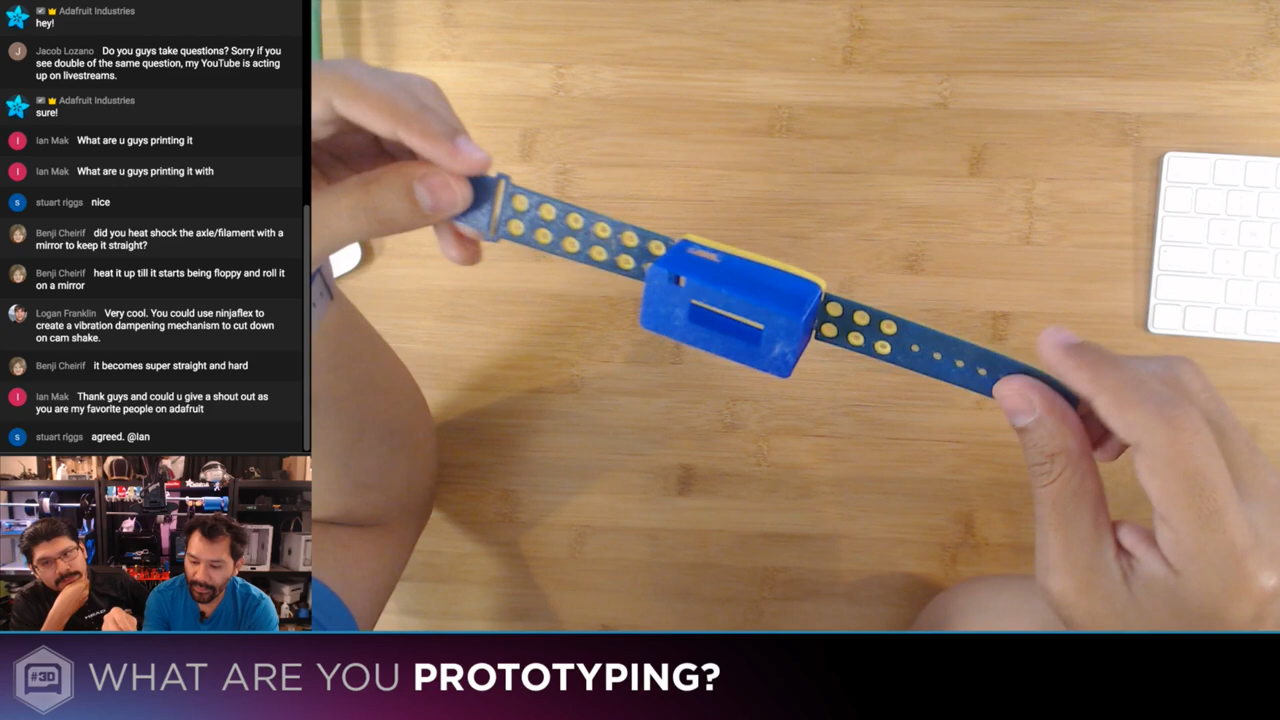 Adafruit Industries
hey!
J
Jacob Lozano Do you guys take questions? Sorry if you
see double of the same question, my YouTube is acting
up on livestreams.
Adafruit Industries
sure!
I
Ian Mak What are u guys printing it
I
Ian Mak What are u guys printing it with
s
stuart riggs nice
Benji Cheirif did you heat shock the axle/filament with a
mirror to keep it straight?
Benji Cheirif heat it up till it starts being floppy and roll it
on a mirror
Logan Franklin Very cool. You could use ninjaflex to
create a vibration dampening mechanism to cut down
on cam shake.
Benji Cheirif it becomes super straight and hard
I
Ian Mak Thank guys and could u give a shout out as
you are my favorite people on adafruit
s
stuart riggs agreed. @Ian
HEAD
#3D
WHAT ARE YOU PROTOTYPING?